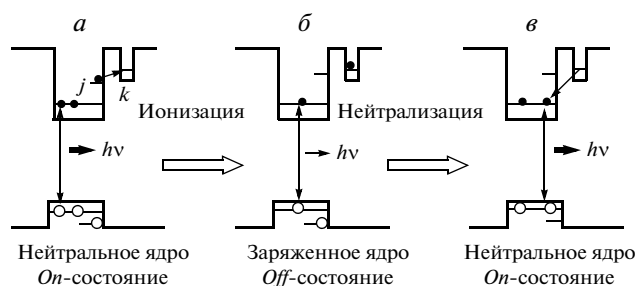 а б в
j
k
Ионизация Нейтрализация
hν hν hν
Нейтральное ядро Заряженное ядро Нейтральное ядро
On-состояние Off-состояние On-состояние